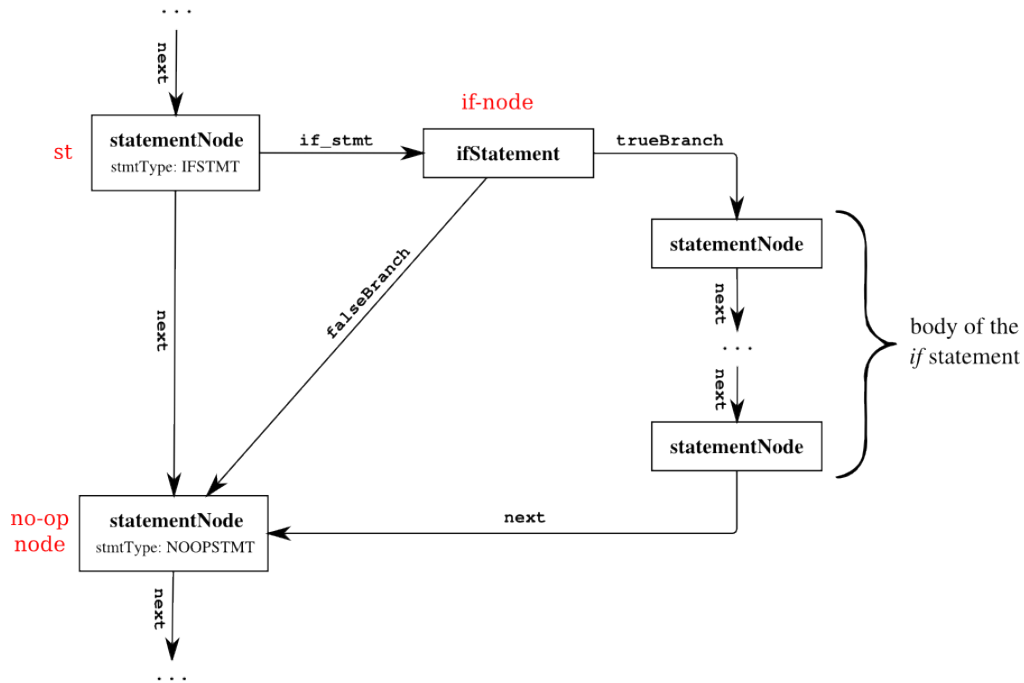 ...
next
if-node
st
statementNode
stmtType: IFSTMT
if_stmt
ifStatement
trueBranch
statementNode
next
falseBranch
next
...
body of the
if statement
next
statementNode
no-op
node
statementNode
stmtType: NOOPSTMT
next
next
...